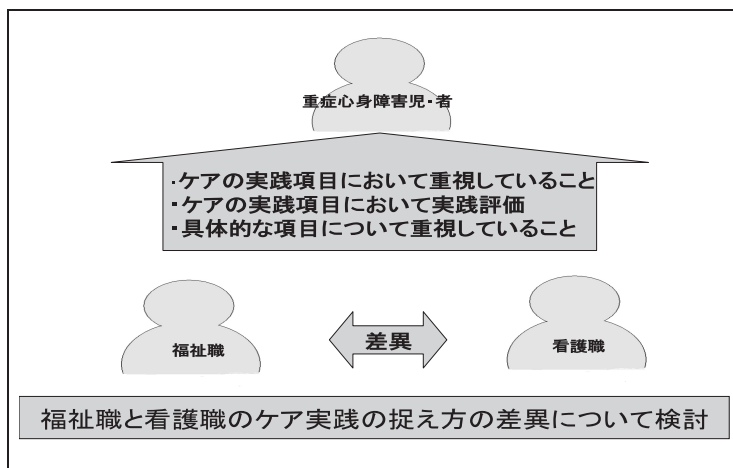 重症心身障害児・者
・ケアの実践項目において重視していること
・ケアの実践項目において実践評価
・具体的な項目について重視していること
福祉職
差異
看護職
福祉職と看護職のケア実践の捉え方の差異について検討